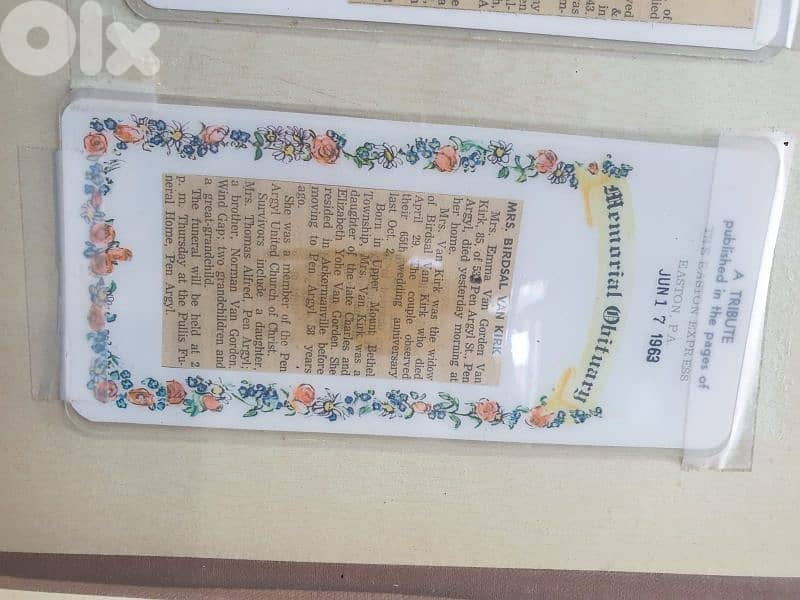 olx
A TRIBUTE
published in the pages of
THE EASTON EXPRESS
EASTON PA
JUN 17 1969
Memorial Obituary
MRS. BIRDSAL VAN KIRK
Mrs. Emma Van Gorden Van
Kirk, 85, of Pen Argyl St., Pen
Argyl, died yesterday morning at
her home.
Mrs. Van Kirk was the widow
of Birdsal Van Kirk who died
April 29. The couple observed
their 65th wedding anniversary
last Oct. 2.
Born in Upper Mount Bethel
Township, Mrs. Van Kirk was a
daughter of the late Charles and
Elizabeth Yotle Van Gorden. She
resided in Ackermanville before
moving to Pen Argyl 58 years
ago.
She was a member of the Pen
Argyl United Church of Christ.
Survivors include a daughter,
Mrs. Thomas Alfred, Pen Argyl;
a brother, Norman Van Gorden,
Wind Gap; two grandchildren and
a great-grandchild.
The funeral will be held at 2
p. m. Thursday at the Pullis Fu-
neral Home, Pen Argyl.